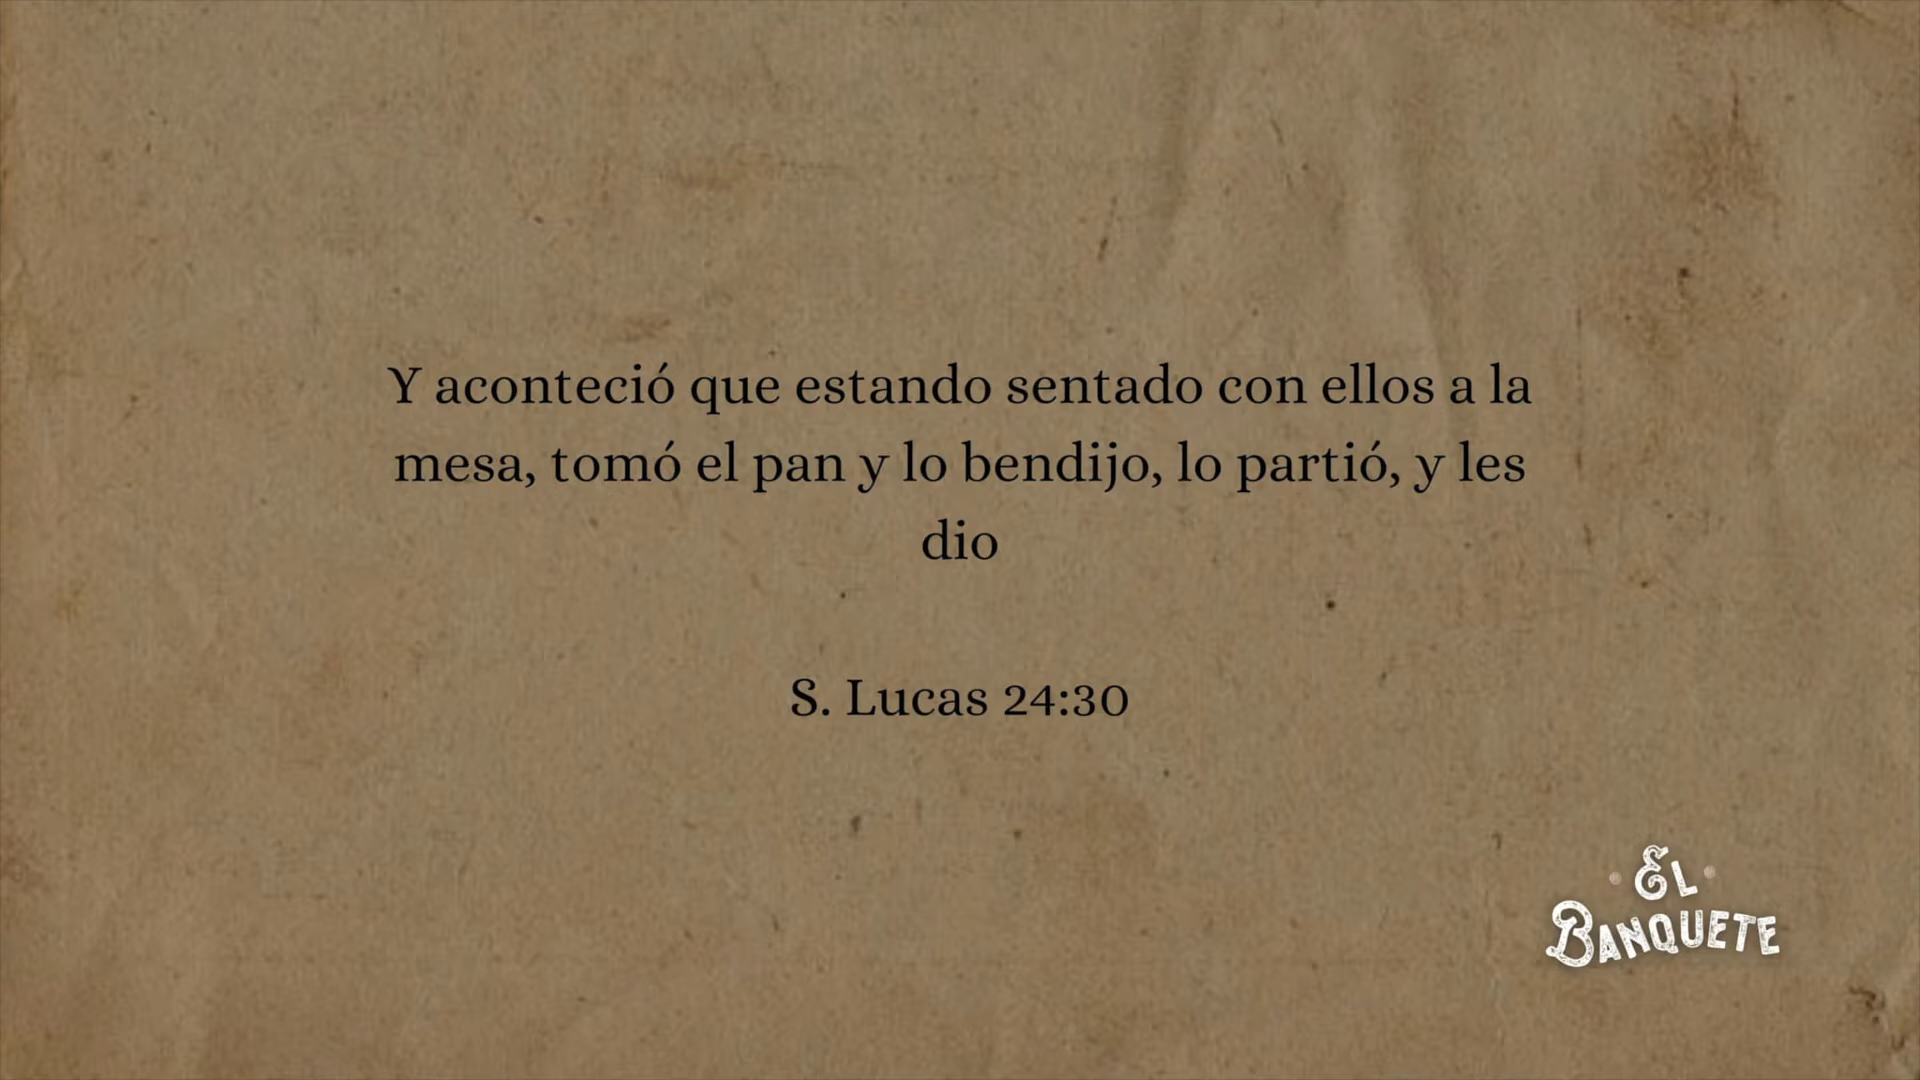 Y aconteció que estando sentado con ellos a la
mesa, tomó el pan y lo bendijo, lo partió, y les
dio
S. Lucas 24:30
EL
BANQUETE